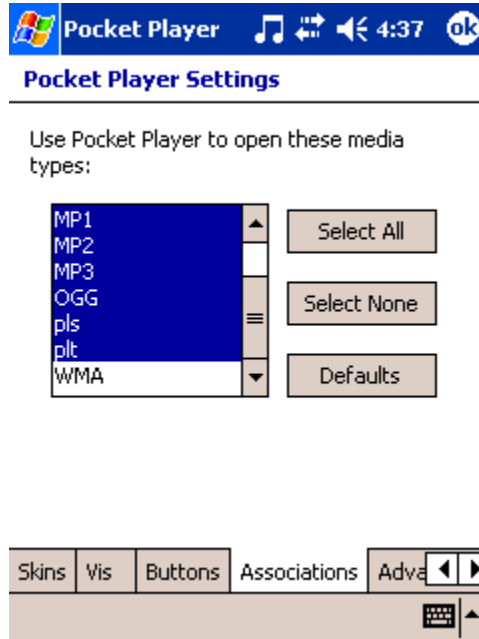 Pocket Player 4:37 ok
Pocket Player Settings
Use Pocket Player to open these media
types:
MP1
MP2
MP3
OGG
pls
plt
WMA
Select All
Select None
Defaults
Skins Vis Buttons Associations Adva